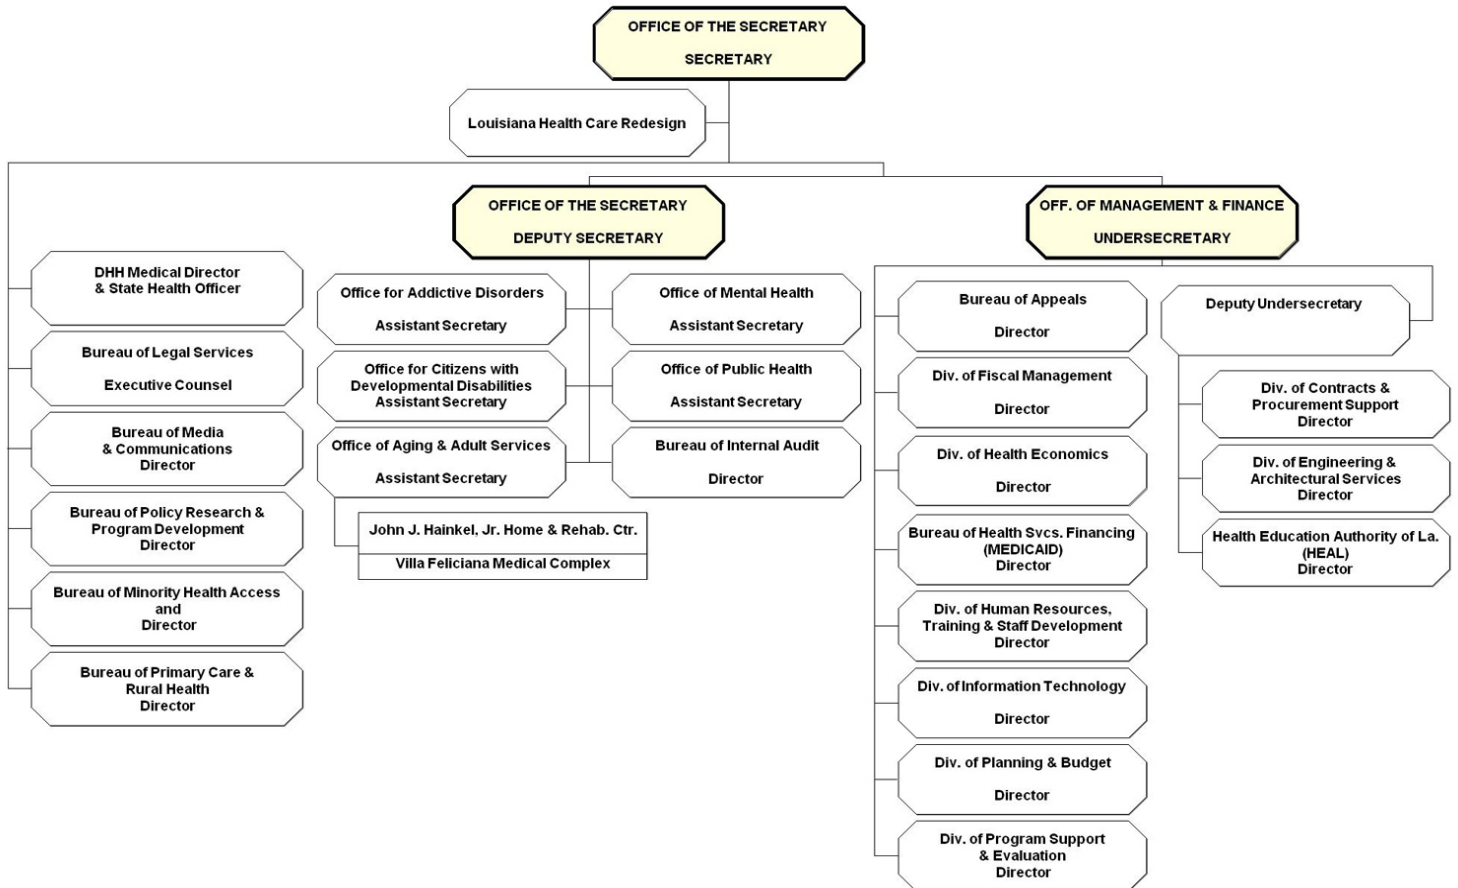 OFFICE OF THE SECRETARY
SECRETARY
Louisiana Health Care Redesign
OFFICE OF THE SECRETARY
DEPUTY SECRETARY
OFF. OF MANAGEMENT & FINANCE
UNDERSECRETARY
DHH Medical Director
& State Health Officer
Bureau of Legal Services
Executive Counsel
Bureau of Media
& Communications
Director
Bureau of Policy Research &
Program Development
Director
Bureau of Minority Health Access
and
Director
Bureau of Primary Care &
Rural Health
Director
Office for Addictive Disorders
Assistant Secretary
Office for Citizens with
Developmental Disabilities
Assistant Secretary
Office of Aging & Adult Services
Assistant Secretary
John J. Hainkel, Jr. Home & Rehab. Ctr.
Villa Feliciana Medical Complex
Office of Mental Health
Assistant Secretary
Office of Public Health
Assistant Secretary
Bureau of Internal Audit
Director
Bureau of Appeals
Director
Div. of Fiscal Management
Director
Div. of Health Economics
Director
Bureau of Health Svcs. Financing
(MEDICAID)
Director
Div. of Human Resources,
Training & Staff Development
Director
Div. of Information Technology
Director
Div. of Planning & Budget
Director
Div. of Program Support
& Evaluation
Director
Deputy Undersecretary
Div. of Contracts &
Procurement Support
Director
Div. of Engineering &
Architectural Services
Director
Health Education Authority of La.
(HEAL)
Director